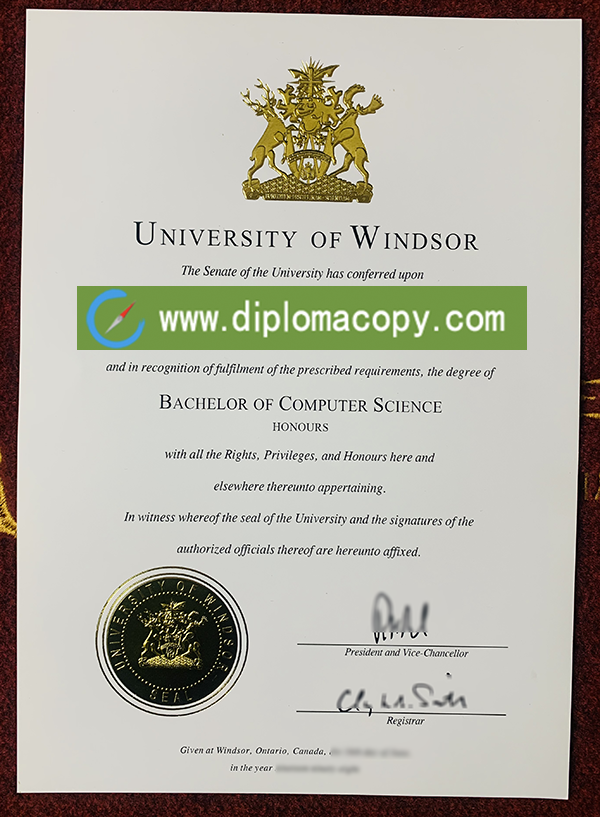 UNIVERSITY OF WINDSOR
The Senate of the University has conferred upon
www.diplomacopy.com
and in recognition of fulfilment of the prescribed requirements, the degree of
BACHELOR OF COMPUTER SCIENCE
HONOURS
with all the Rights, Privileges, and Honours here and
elsewhere thereunto appertaining.
In witness whereof the seal of the University and the signatures of the
authorized officials thereof are hereunto affixed.
UNIVERSITY OF WINDSOR
SEAL
President and Vice-Chancellor
Registrar
Given at Windsor, Ontario, Canada,
in the year